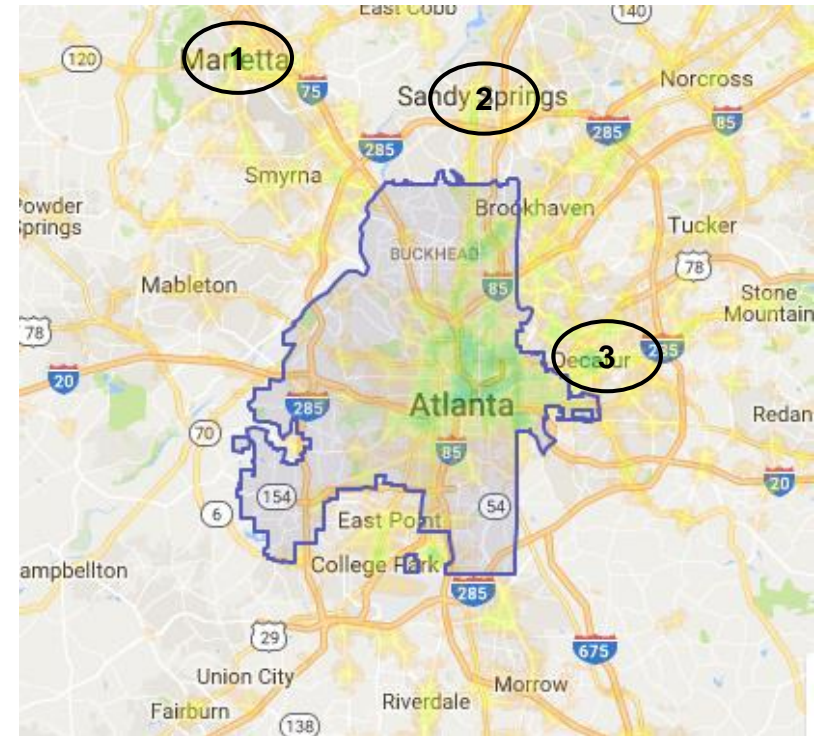 East Cobb
140
120
Marietta
1
75
Sandy Springs
2
Norcross
85
285
285
Smyrna
Powder
Springs
Brookhaven
Tucker
BUCKHEAD
78
85
Mableton
Stone
Mountain
78
Decatur
3
285
20
Atlanta
285
Redan
70
85
20
154
54
6
East Point
College Park
ampbellton
285
29
675
Union City
Morrow
Riverdale
Fairburn
138